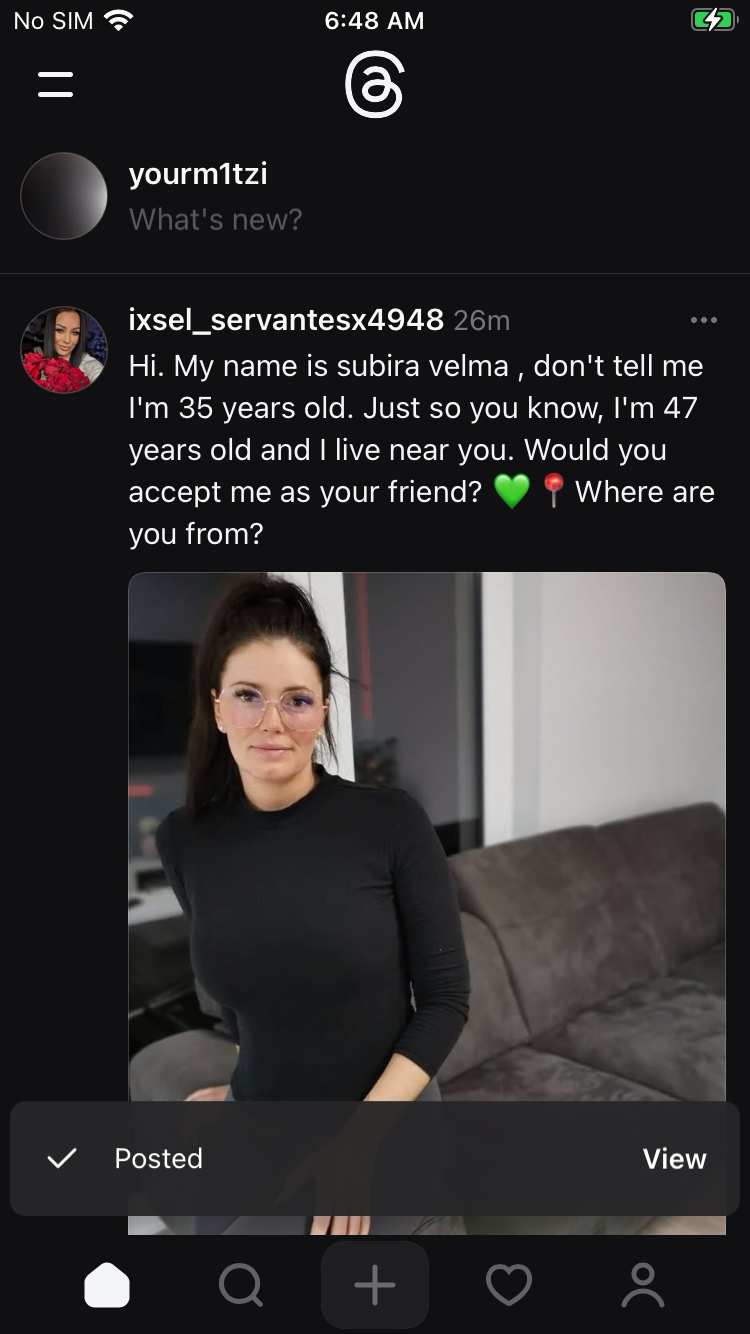 No SIM 6:48 AM
yourm1tzi
What's new?
ixsel_servantesx4948 26m
Hi. My name is subira velma , don't tell me
I'm 35 years old. Just so you know, I'm 47
years old and I live near you. Would you
accept me as your friend? 💚 📍 Where are
you from?
Posted View